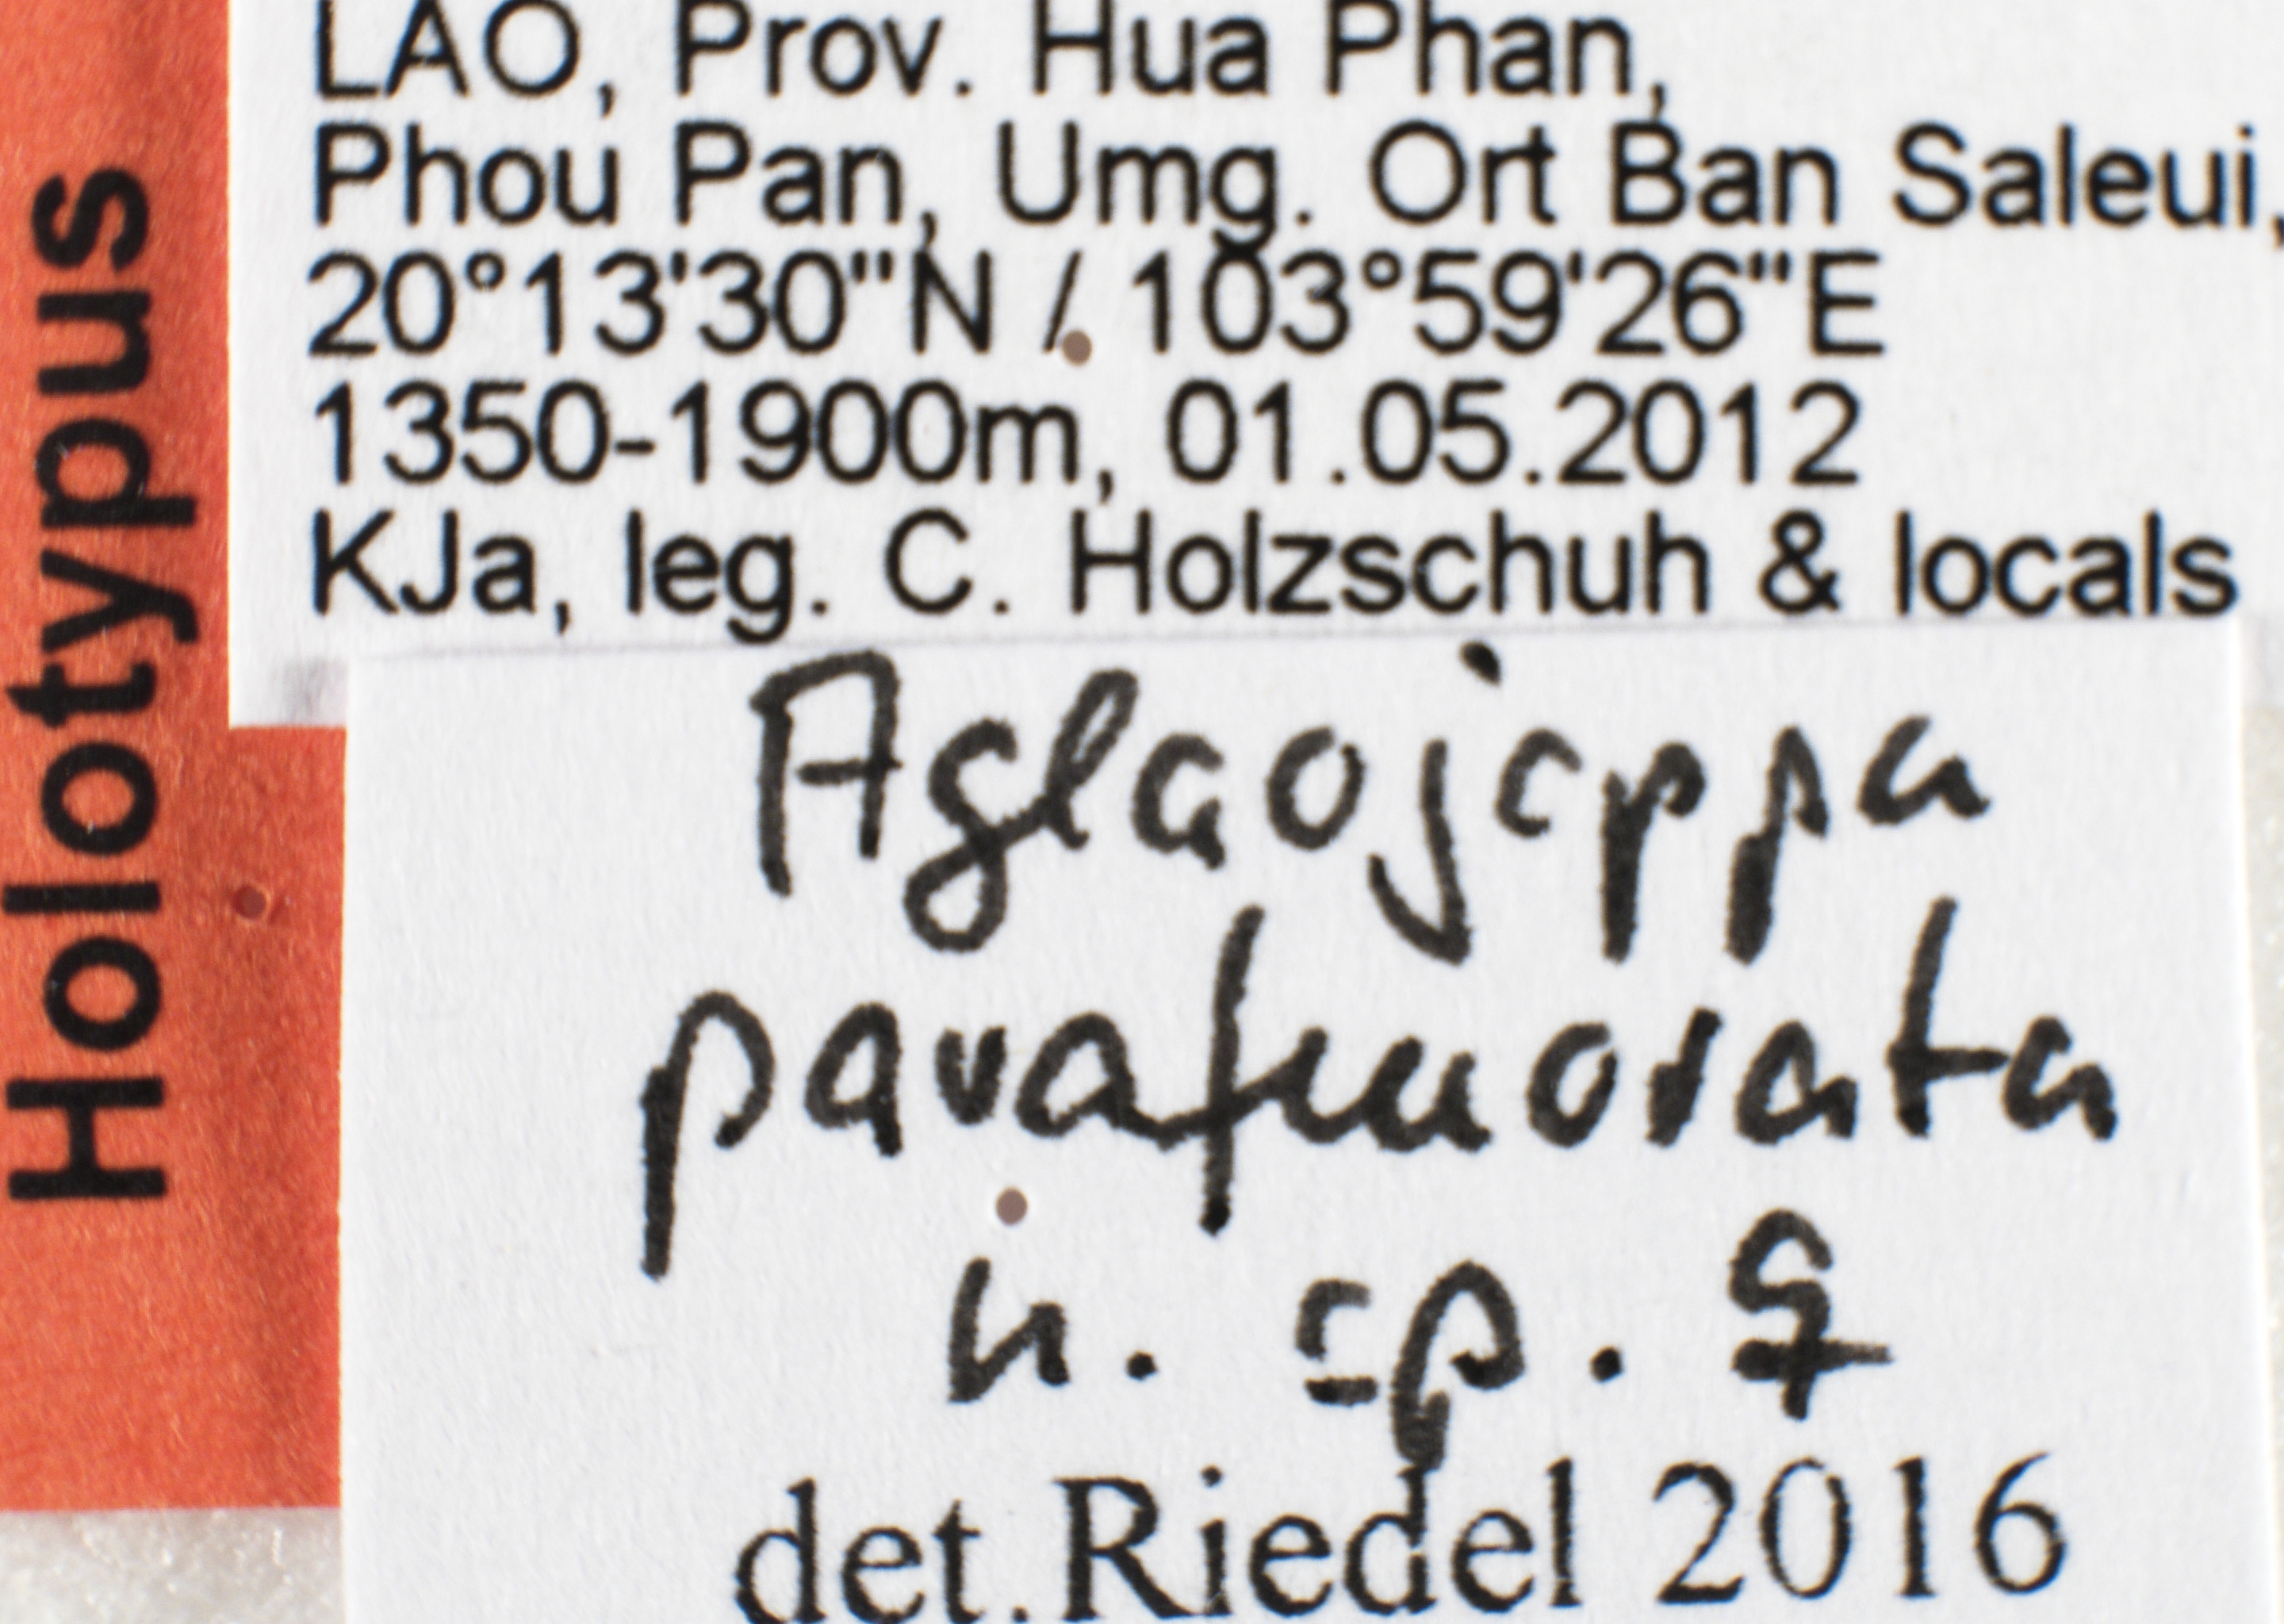 Holotypus
LAO, Prov. Hua Phan,
Phou Pan, Umg. Ort Ban Saleui,
20°13'30"N / 103°59'26"E
1350-1900m, 01.05.2012
KJa, leg. C. Holzschuh & locals
Aglaojoppa
parafemorata
n. sp. ♀
det.Riedel 2016